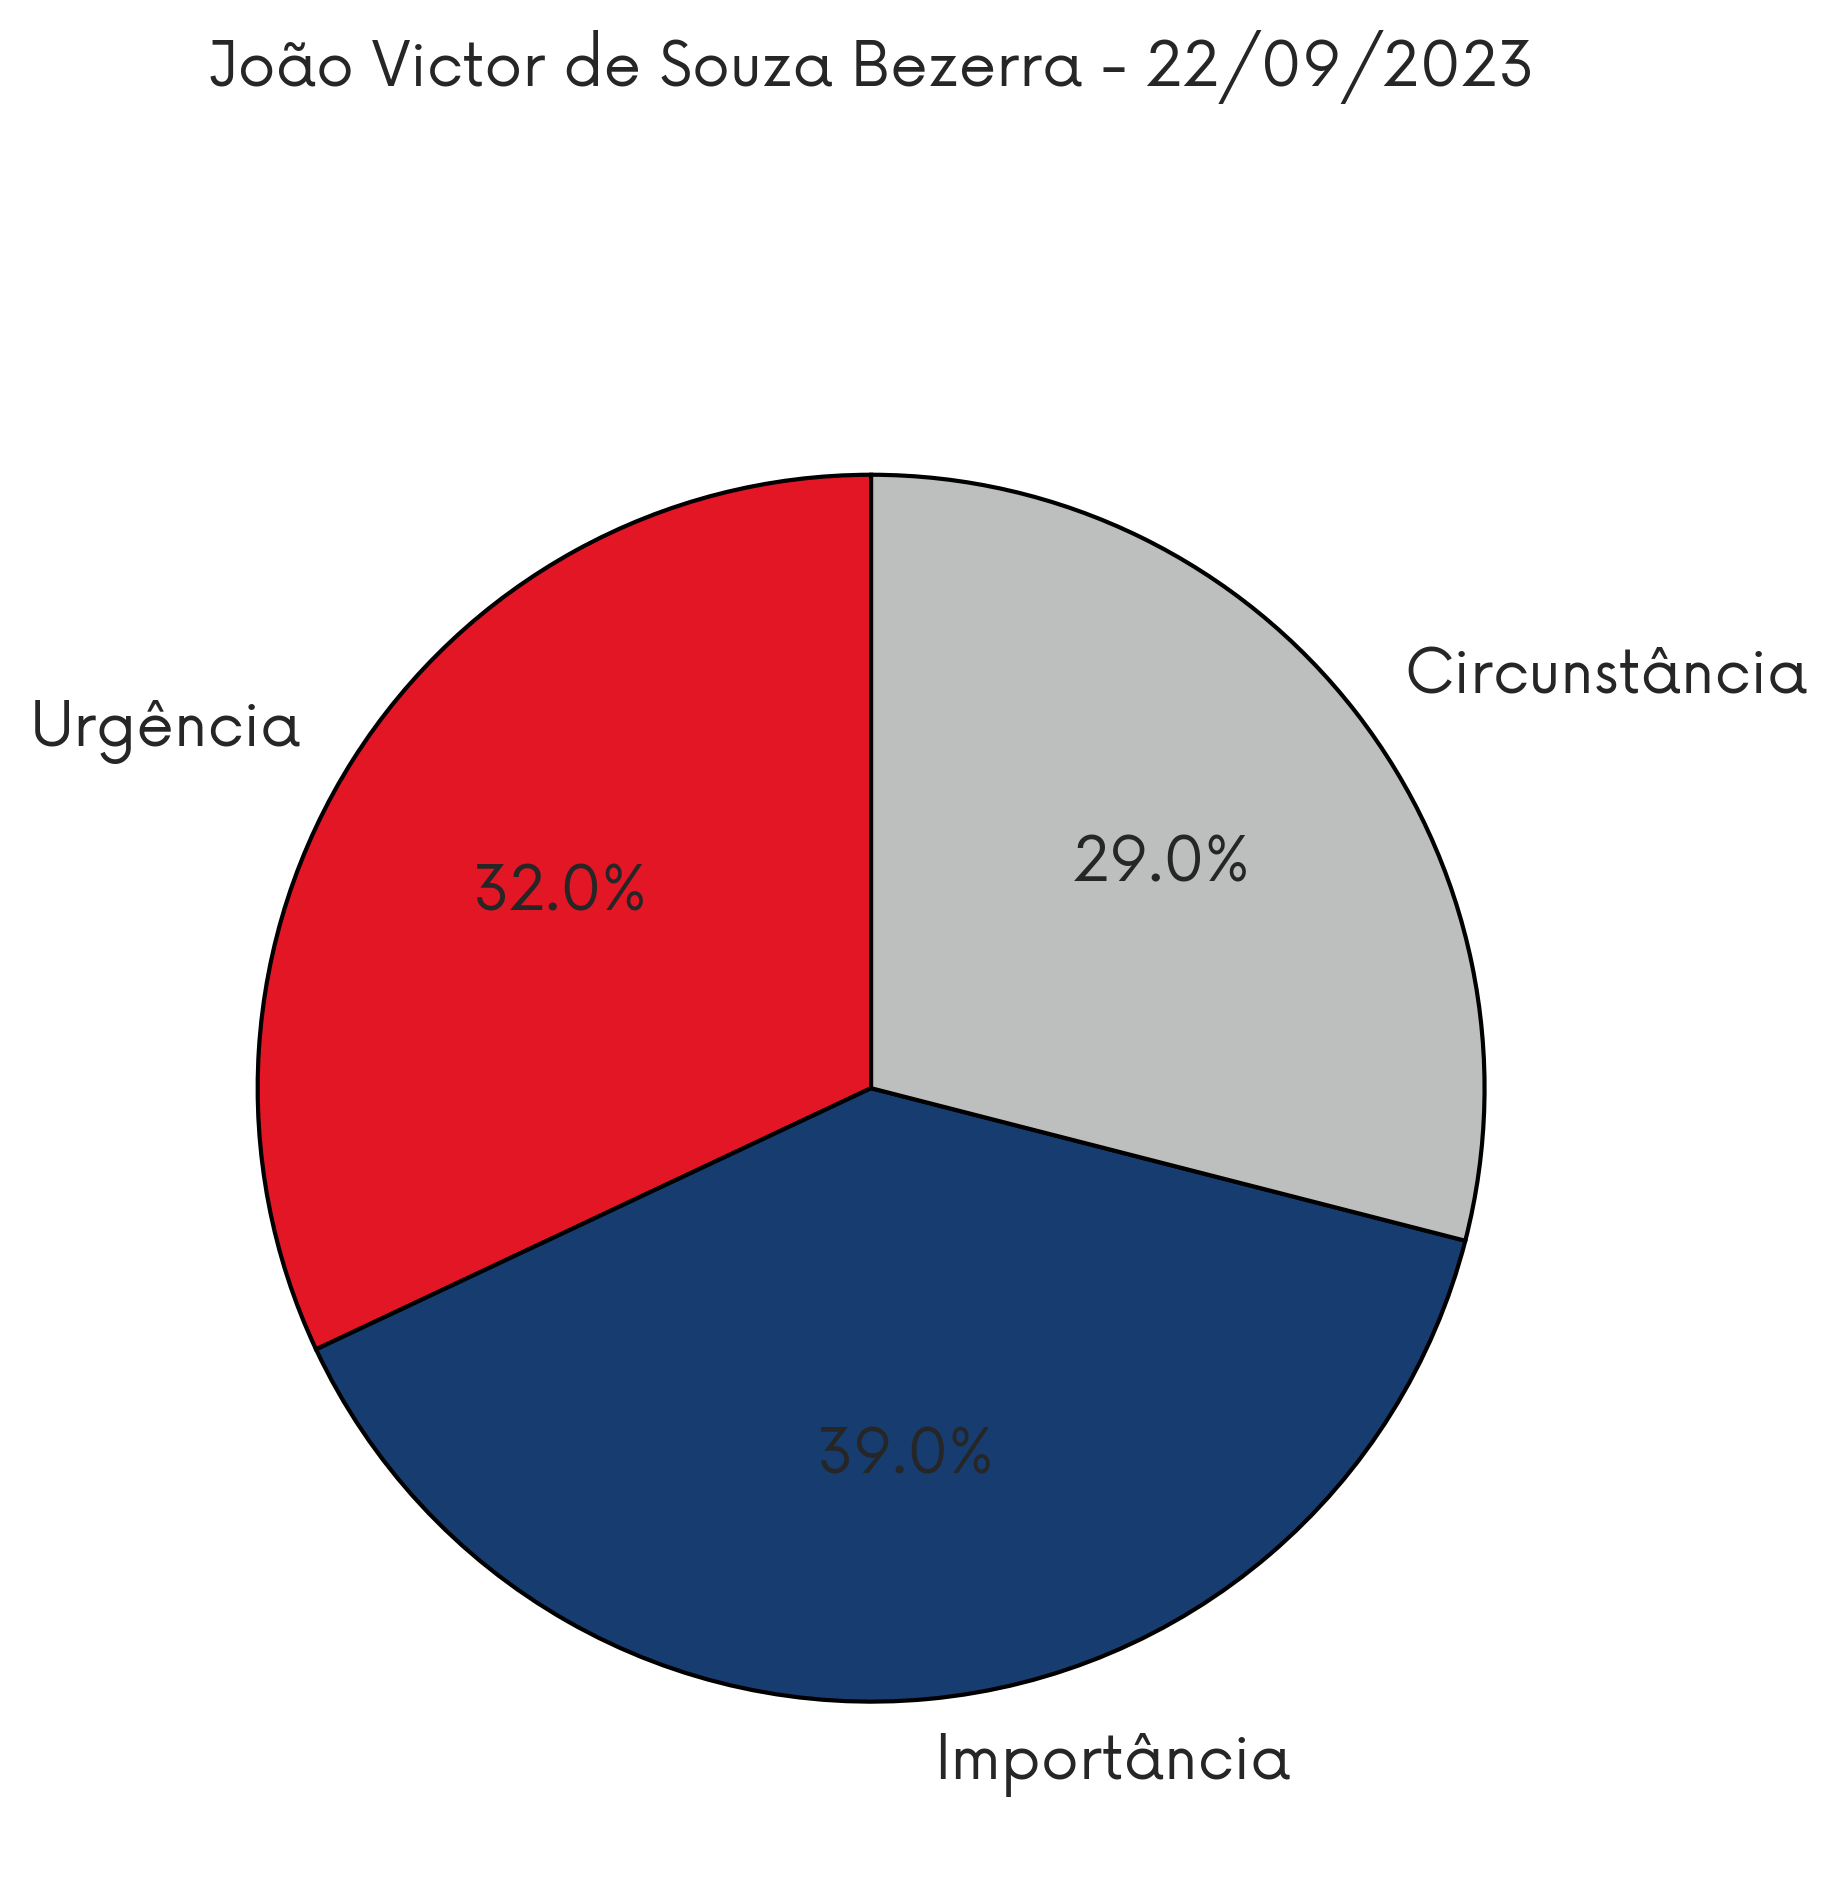 João Victor de Souza Bezerra - 22/09/2023
Circunstância
Urgência
29.0%
32.0%
39.0%
Importância